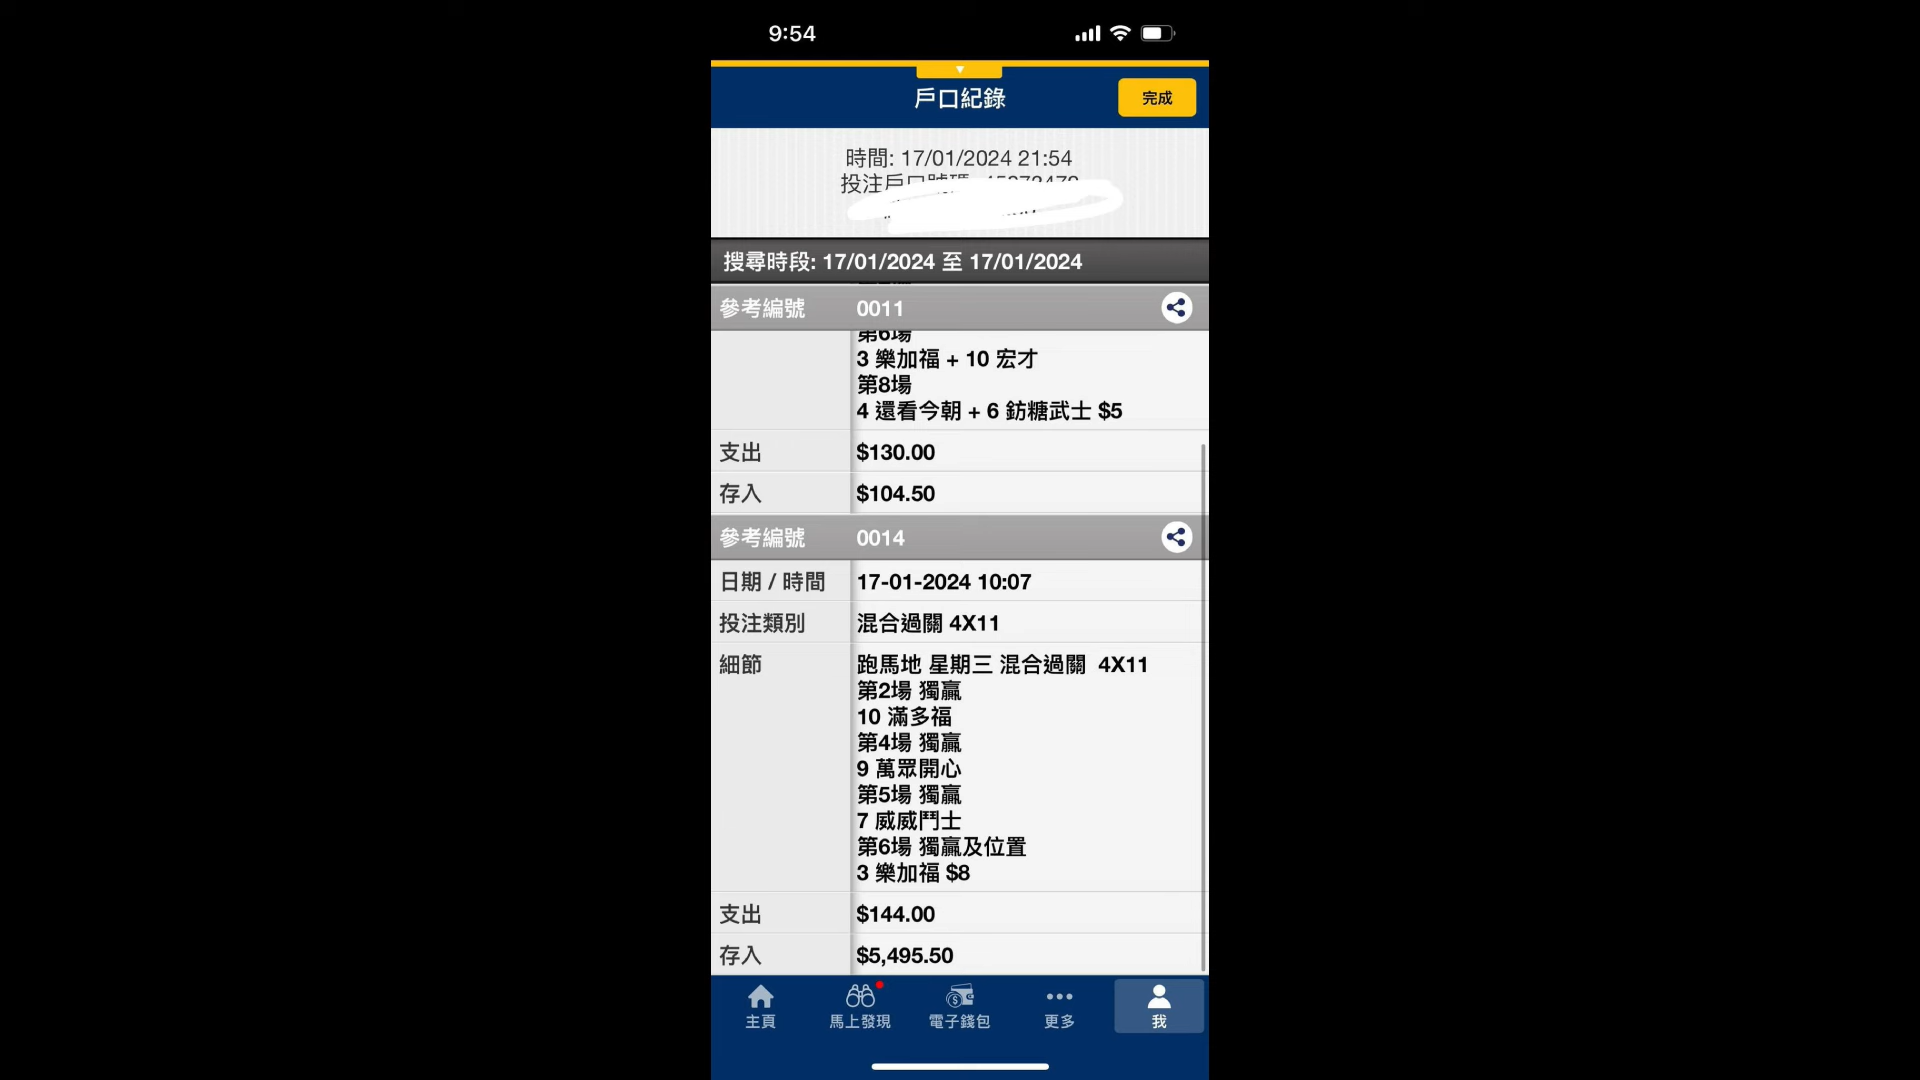 9:54
戶口紀錄
完成
時間: 17/01/2024 21:54
投注戶口號碼:
搜尋時段: 17/01/2024 至 17/01/2024
參考編號 0011
第6場
3 樂加福 + 10 宏才
第8場
4 還看今朝 + 6 鈁糖武士 $5
支出 $130.00
存入 $104.50
參考編號 0014
日期 / 時間 17-01-2024 10:07
投注類別 混合過關 4X11
細節 跑馬地 星期三 混合過關 4X11
第2場 獨贏
10 滿多福
第4場 獨贏
9 萬眾開心
第5場 獨贏
7 威威鬥士
第6場 獨贏及位置
3 樂加福 $8
支出 $144.00
存入 $5,495.50
主頁 馬上發現 電子錢包 更多 我